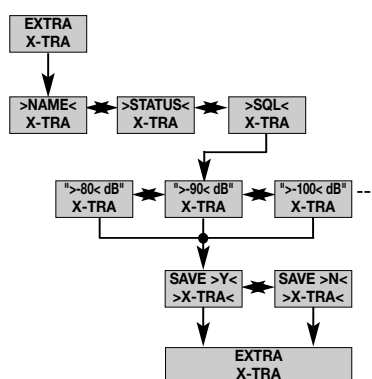 EXTRA
X-TRA
>NAME<
X-TRA
>STATUS<
X-TRA
>SQL<
X-TRA
">-80< dB"
X-TRA
">-90< dB"
X-TRA
">-100< dB"
X-TRA
--
SAVE >Y<
>X-TRA<
SAVE >N<
>X-TRA<
EXTRA
X-TRA